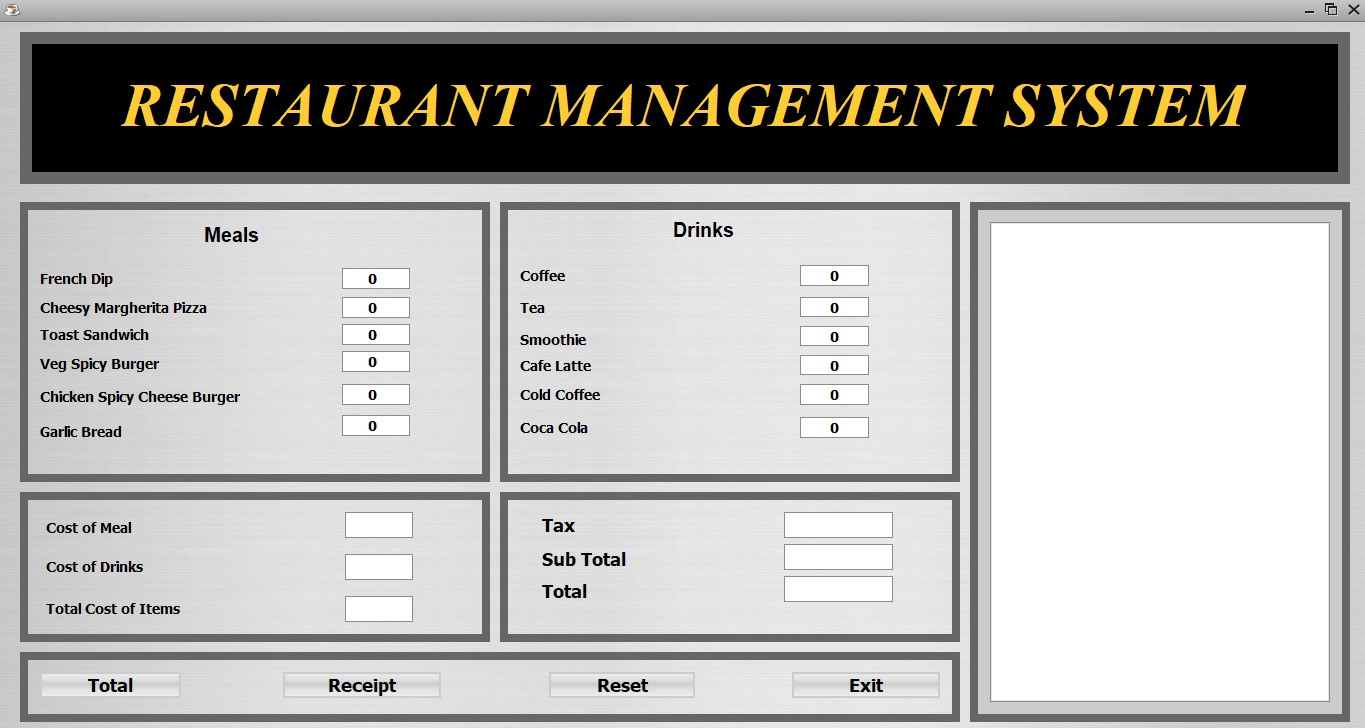 RESTAURANT MANAGEMENT SYSTEM
Meals
French Dip 0
Cheesy Margherita Pizza 0
Toast Sandwich 0
Veg Spicy Burger 0
Chicken Spicy Cheese Burger 0
Garlic Bread 0
Drinks
Coffee 0
Tea 0
Smoothie 0
Cafe Latte 0
Cold Coffee 0
Coca Cola 0
Cost of Meal
Cost of Drinks
Total Cost of Items
Tax
Sub Total
Total
Total Receipt Reset Exit